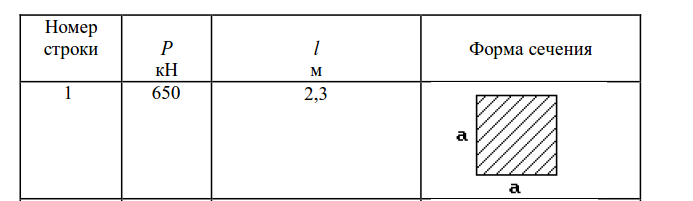 Номер
строки
P
кН
l
м
Форма сечения
1
650
2,3
a
a